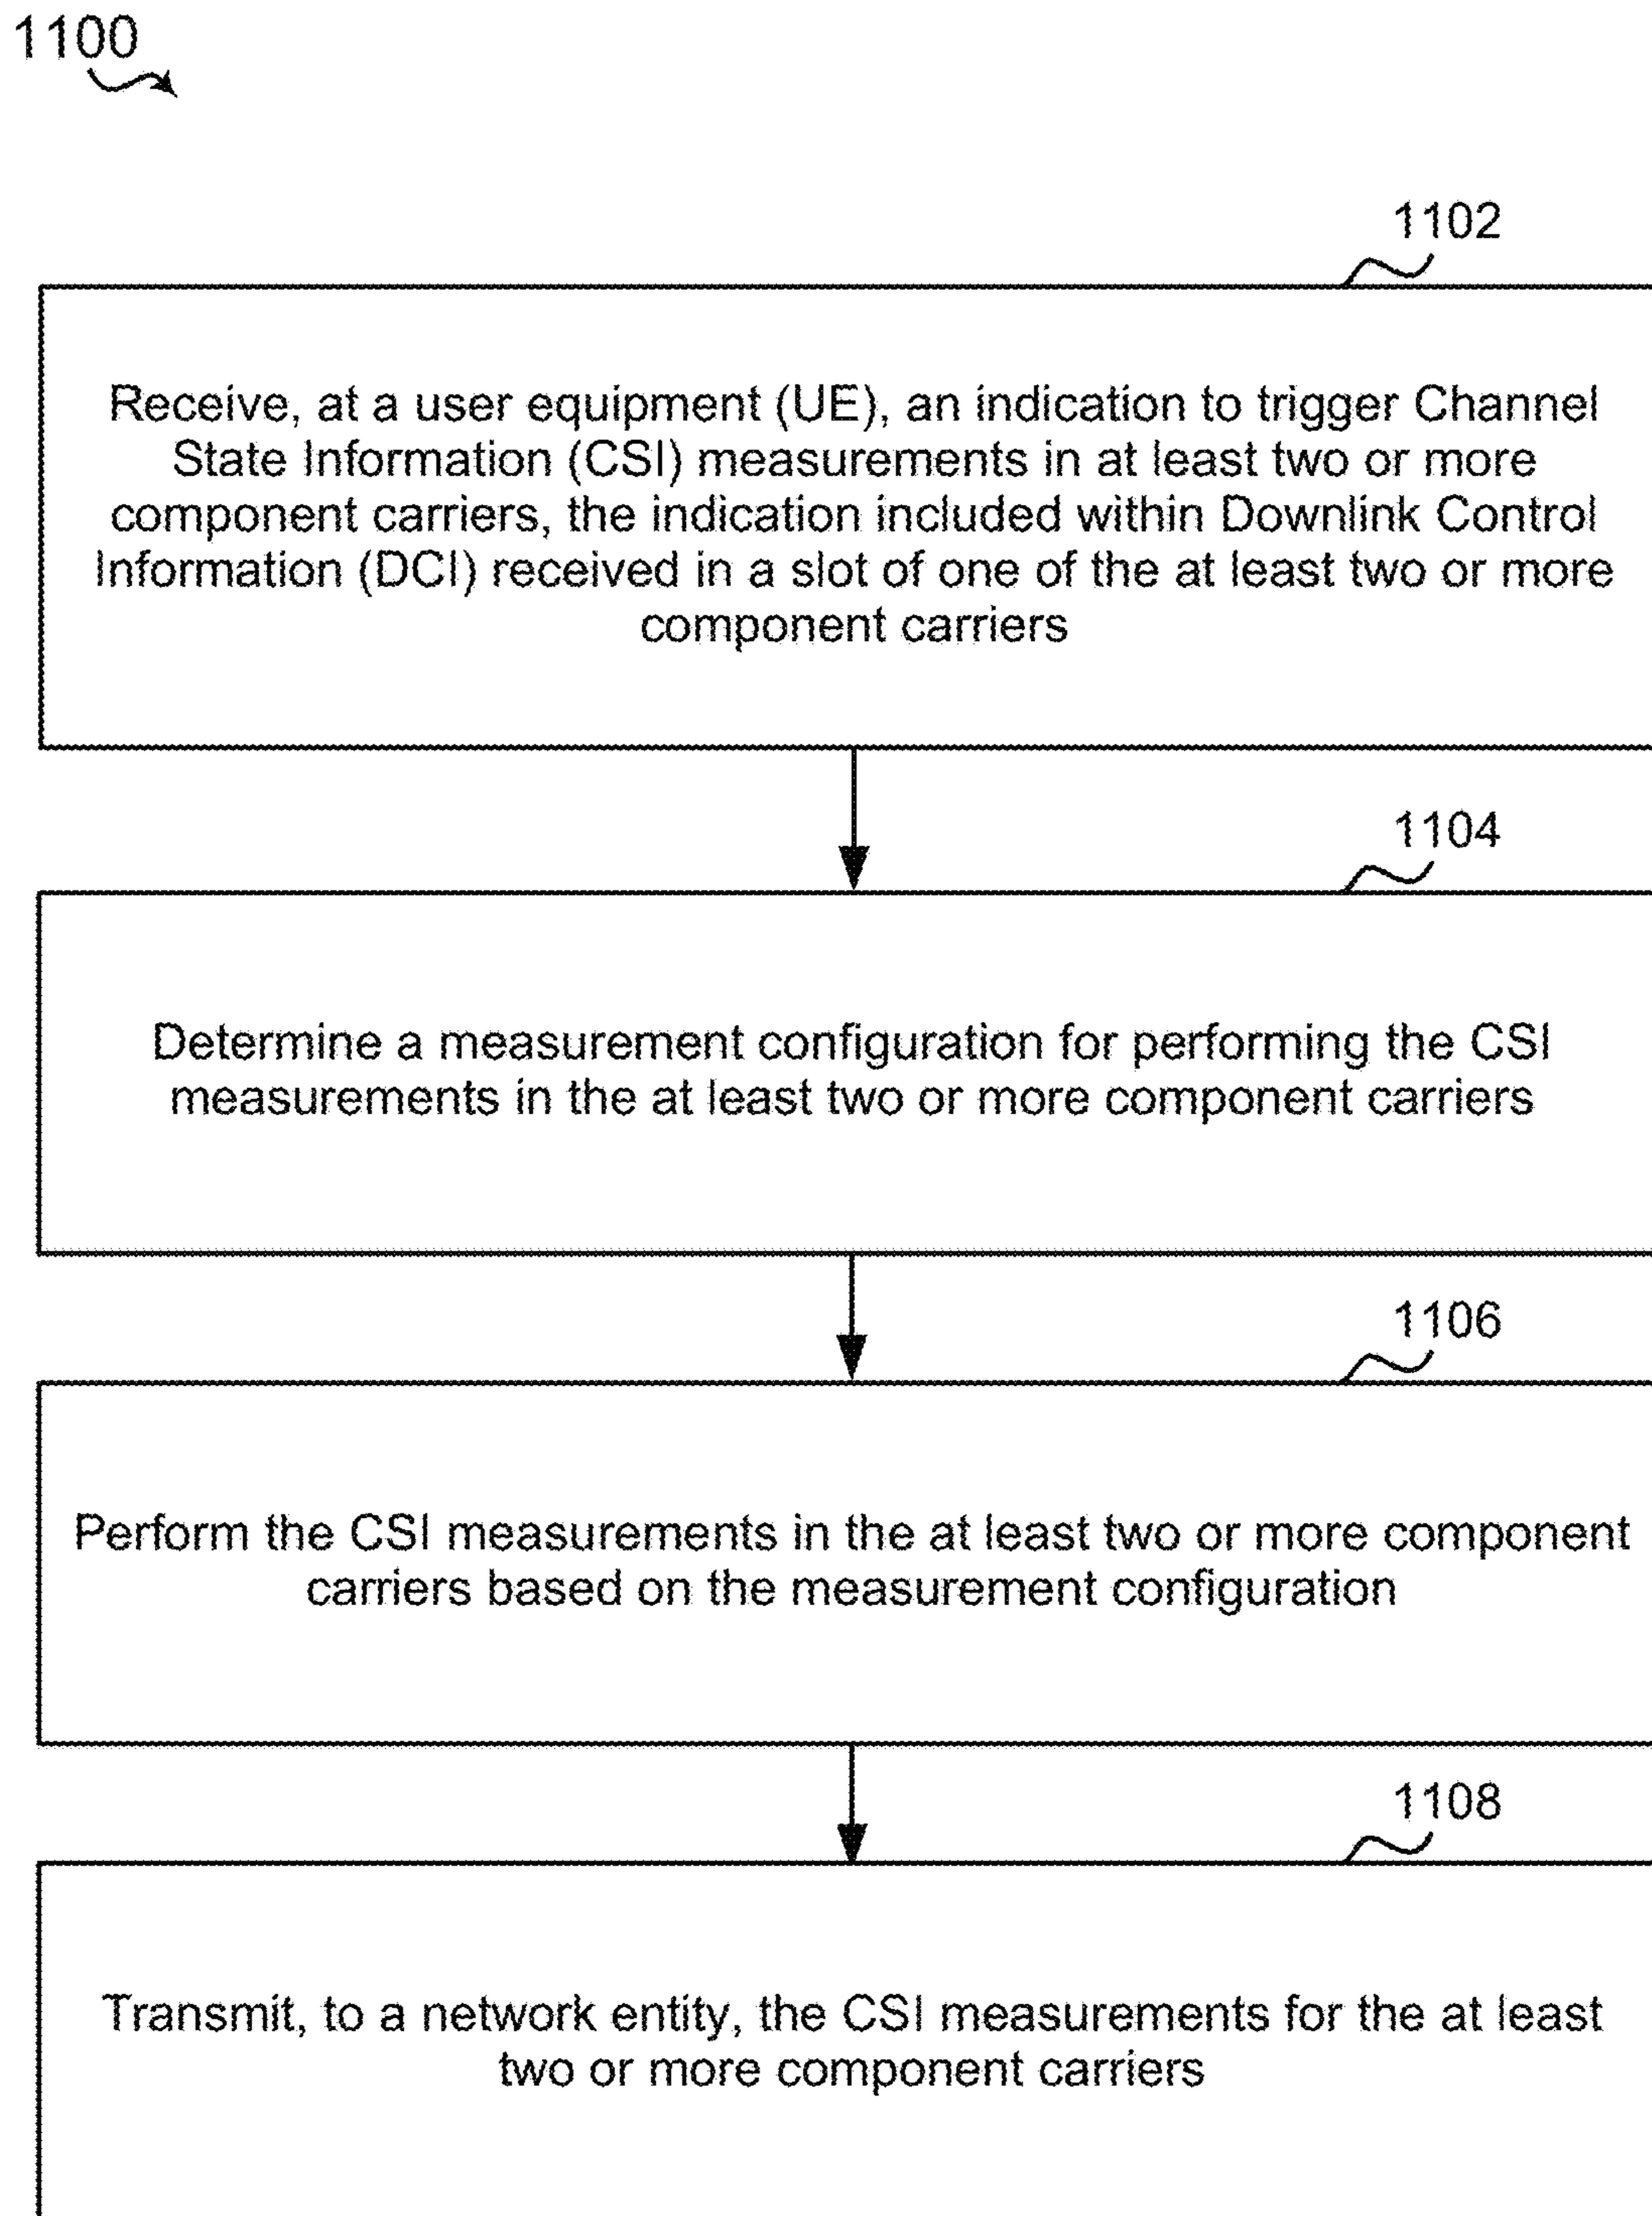 1100
1102
Receive, at a user equipment (UE), an indication to trigger Channel
State Information (CSI) measurements in at least two or more
component carriers, the indication included within Downlink Control
Information (DCI) received in a slot of one of the at least two or more
component carriers
1104
Determine a measurement configuration for performing the CSI
measurements in the at least two or more component carriers
1106
Perform the CSI measurements in the at least two or more component
carriers based on the measurement configuration
1108
Transmit, to a network entity, the CSI measurements for the at least
two or more component carriers